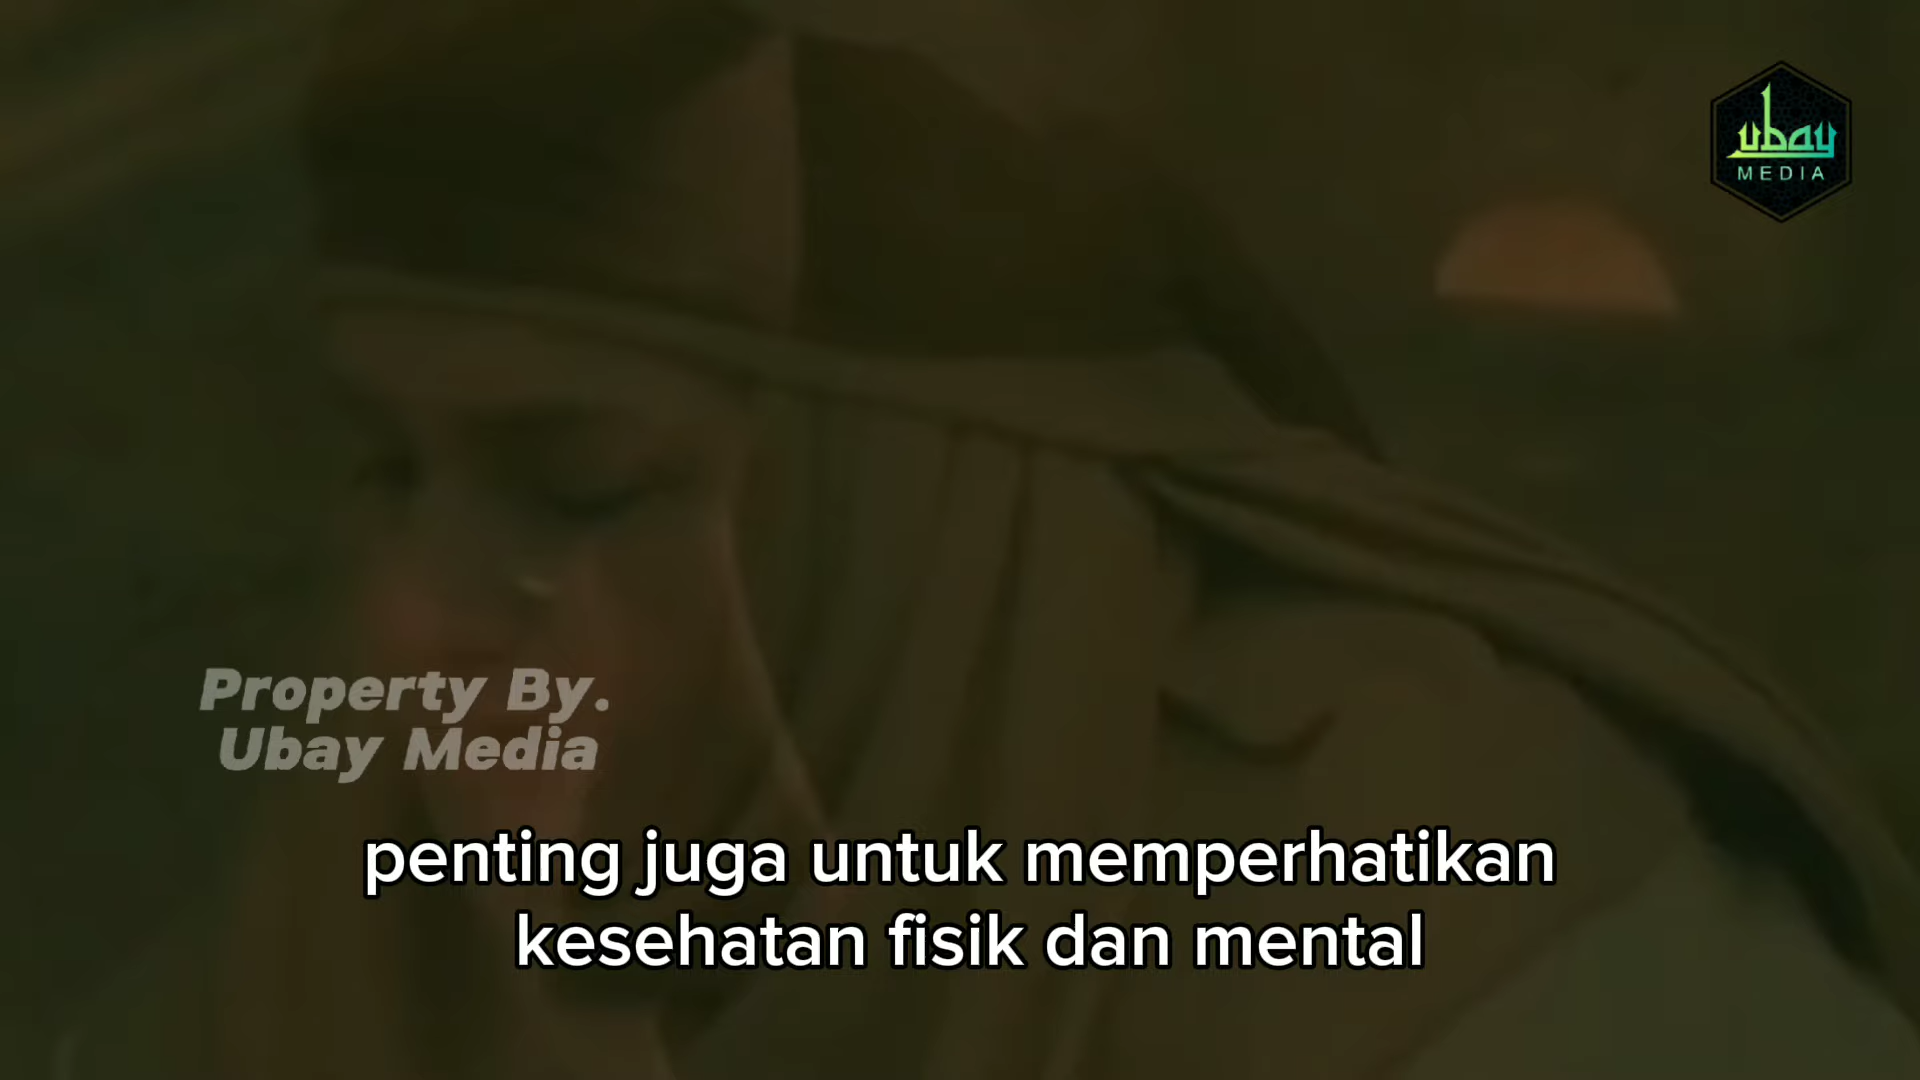 ubay
MEDIA
Property By.
Ubay Media
penting juga untuk memperhatikan
kesehatan fisik dan mental